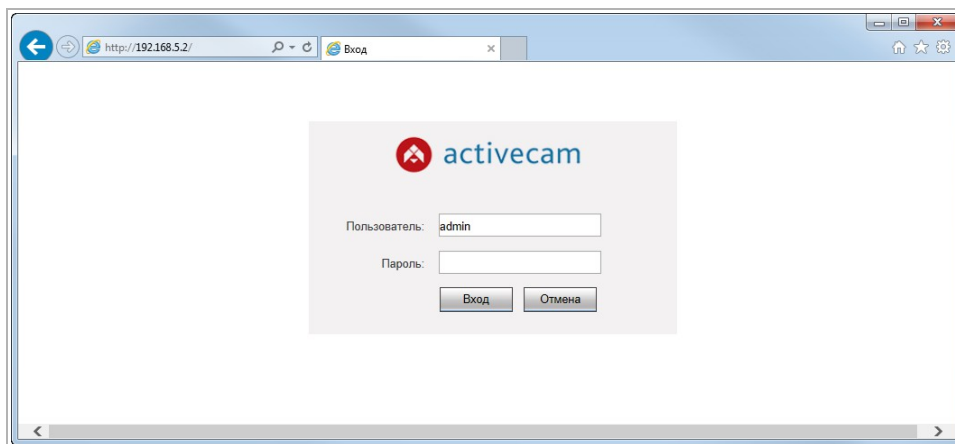 http://192.168.5.2/
Вход
activecam
Пользователь: admin
Пароль:
Вход Отмена